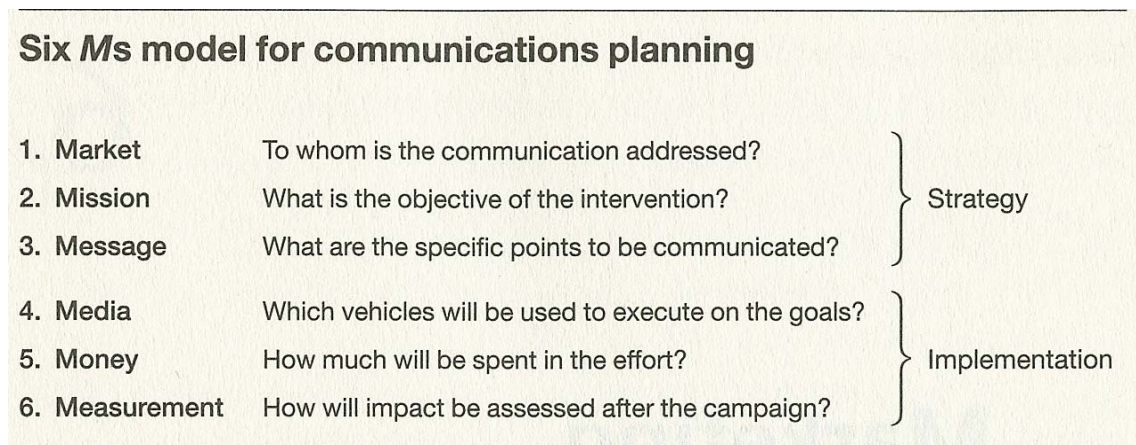 Six Ms model for communications planning
1. Market To whom is the communication addressed?
2. Mission What is the objective of the intervention? Strategy
3. Message What are the specific points to be communicated?
4. Media Which vehicles will be used to execute on the goals?
5. Money How much will be spent in the effort? Implementation
6. Measurement How will impact be assessed after the campaign?